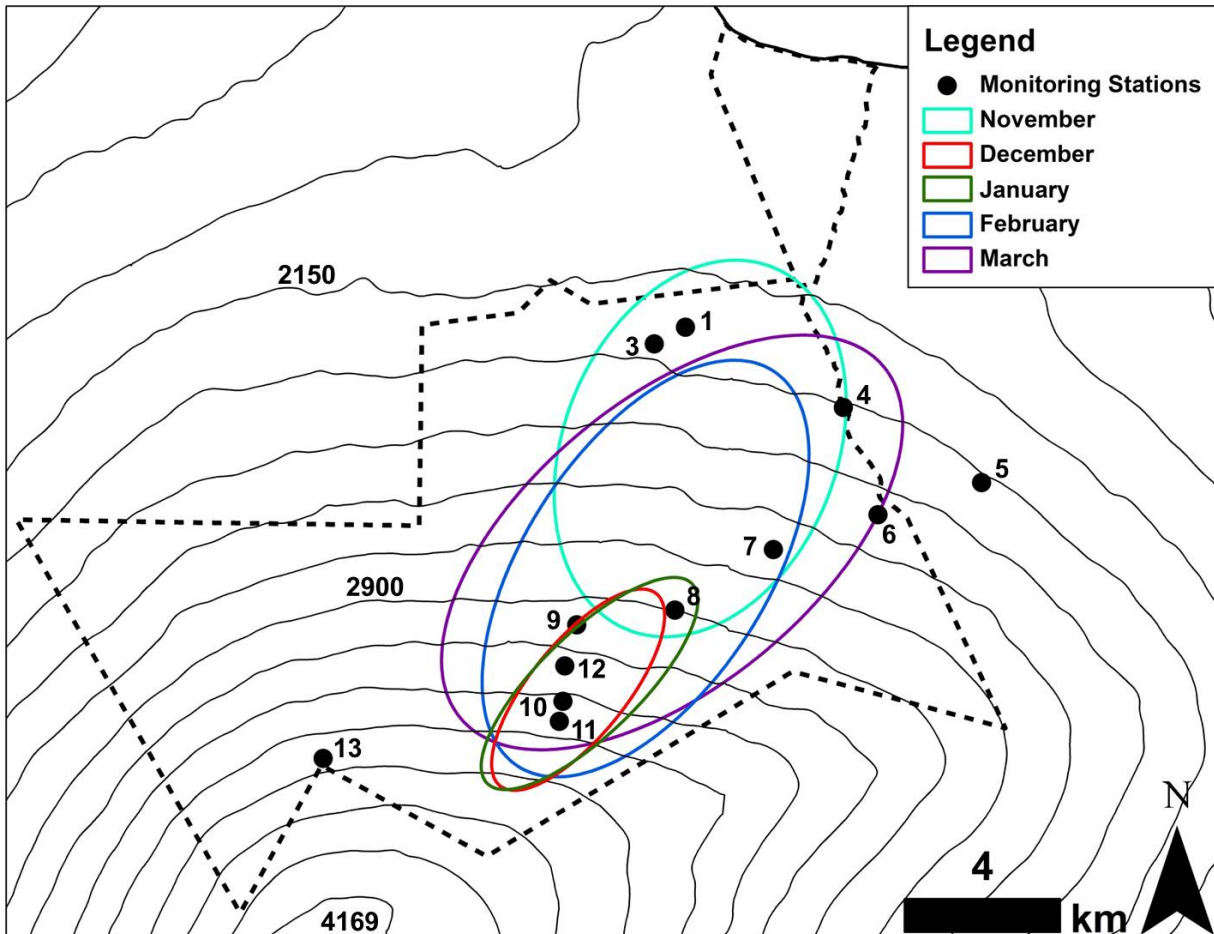 Legend
Monitoring Stations
November
December
January
February
March
2150
1
3
4
5
6
7
2900
8
9
12
10
11
13
N
4
4169
km